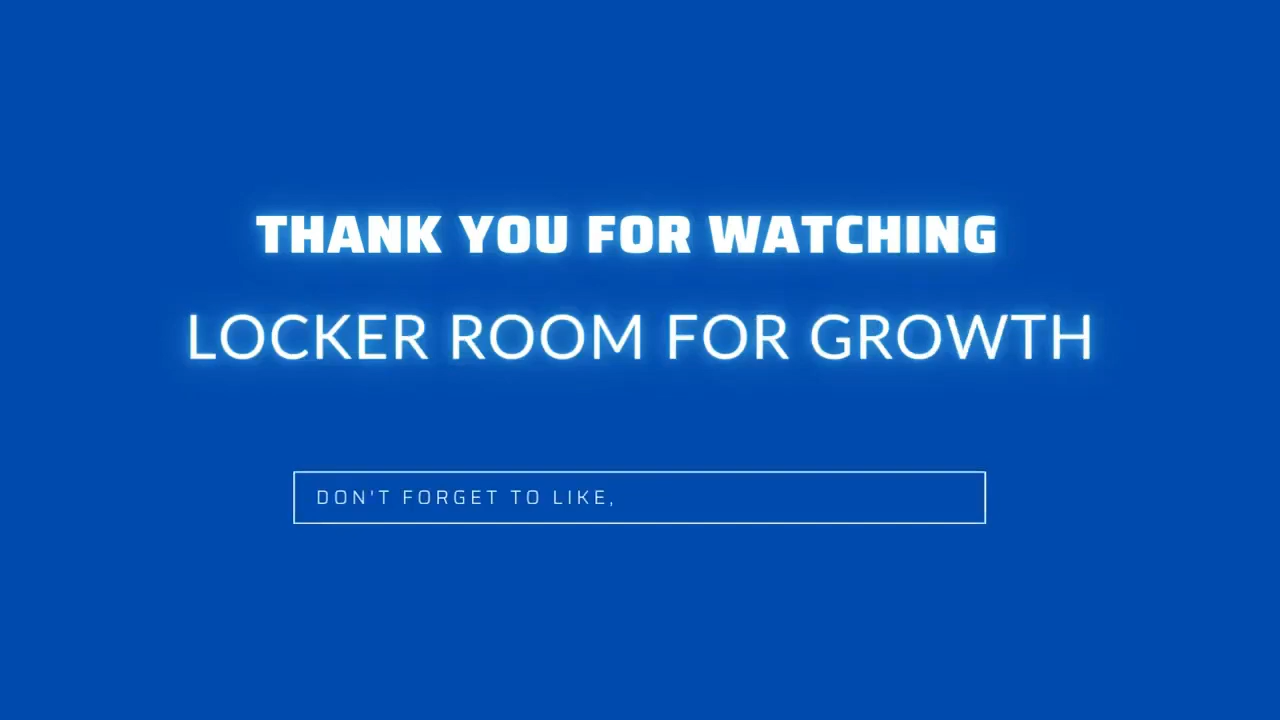 THANK YOU FOR WATCHING
LOCKER ROOM FOR GROWTH
DON'T FORGET TO LIKE,